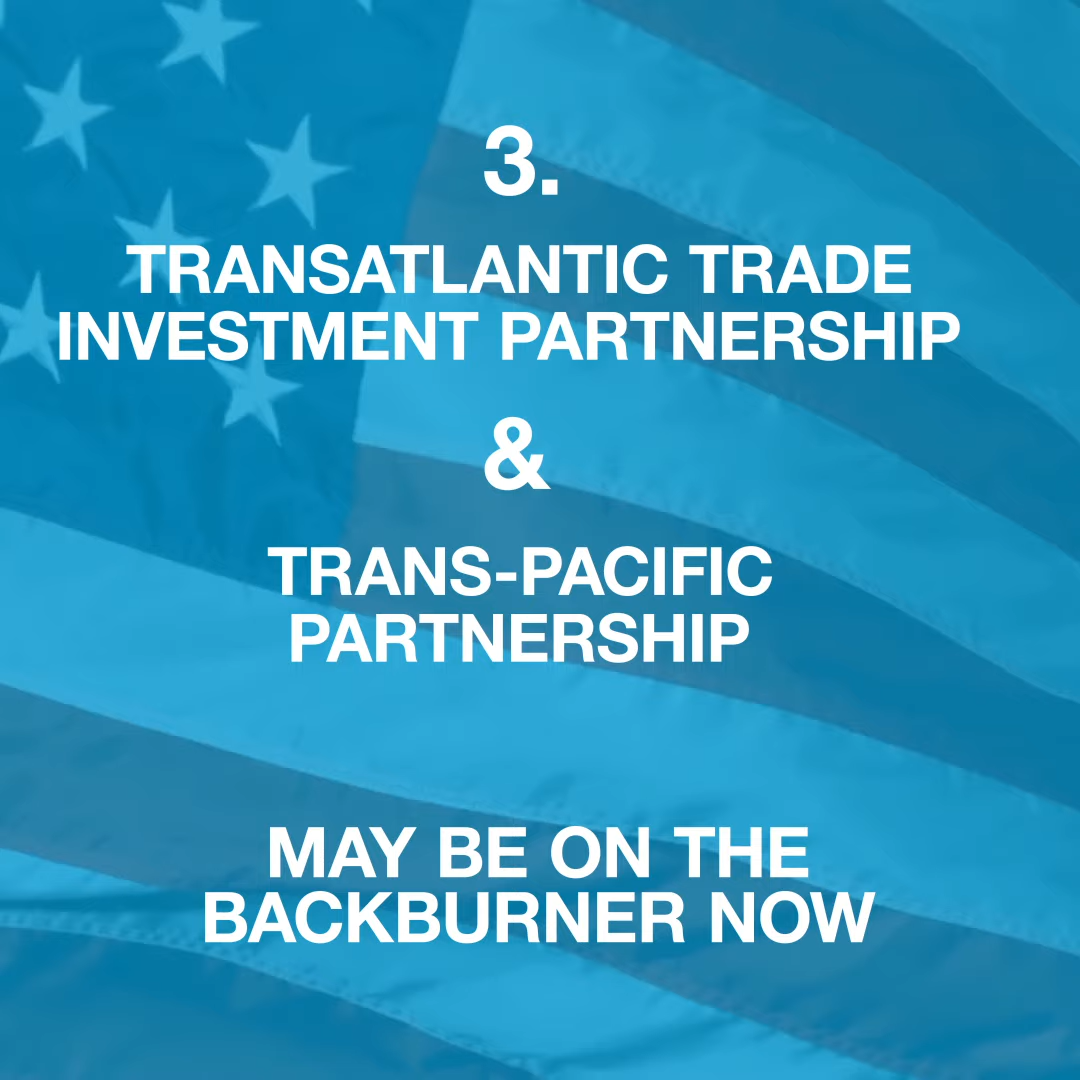 3.
TRANSATLANTIC TRADE
INVESTMENT PARTNERSHIP
&
TRANS-PACIFIC
PARTNERSHIP
MAY BE ON THE
BACKBURNER NOW